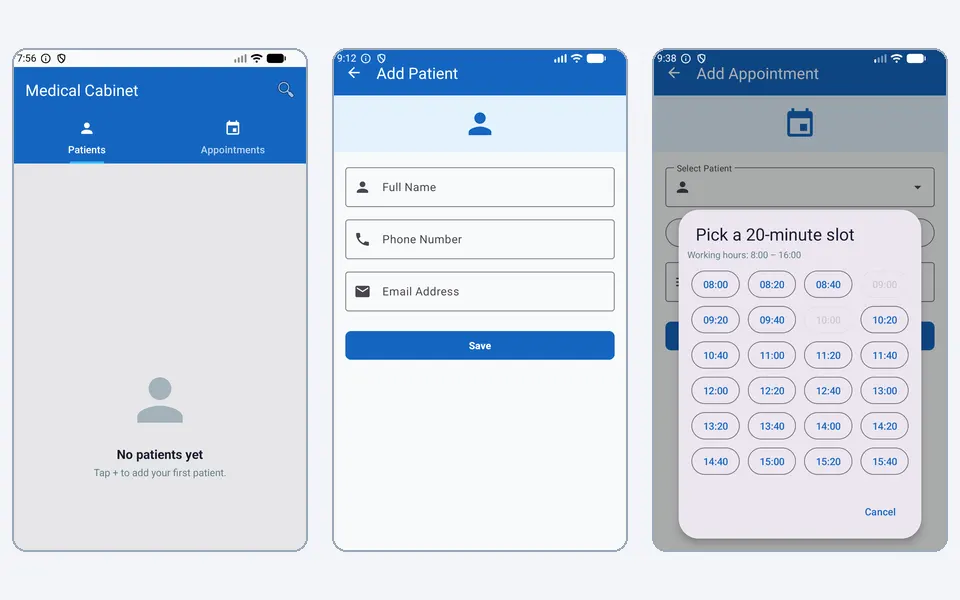 7:56
Medical Cabinet
Patients
Appointments
No patients yet
Tap + to add your first patient.
9:12
Add Patient
Full Name
Phone Number
Email Address
Save
9:38
Add Appointment
Select Patient
Pick a 20-minute slot
Working hours: 8:00 – 16:00
08:00 08:20 08:40 09:00
09:20 09:40 10:00 10:20
10:40 11:00 11:20 11:40
12:00 12:20 12:40 13:00
13:20 13:40 14:00 14:20
14:40 15:00 15:20 15:40
Cancel